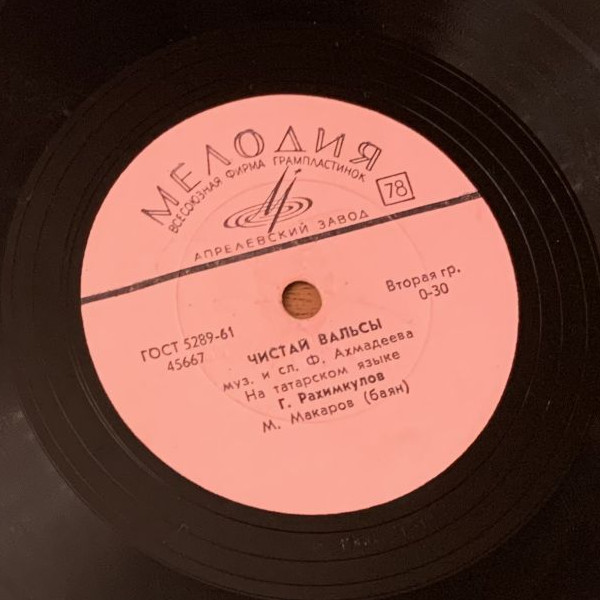 МЕЛОДИЯ
ВСЕСОЮЗНАЯ ФИРМА ГРАМПЛАСТИНОК
78
АПРЕЛЕВСКИЙ ЗАВОД
Вторая гр.
0-30
ГОСТ 5289-61
45667
ЧИСТАЙ ВАЛЬСЫ
муз. и сл. Ф. Ахмадеева
На татарском языке
Г. Рахимкулов
М. Макаров (баян)